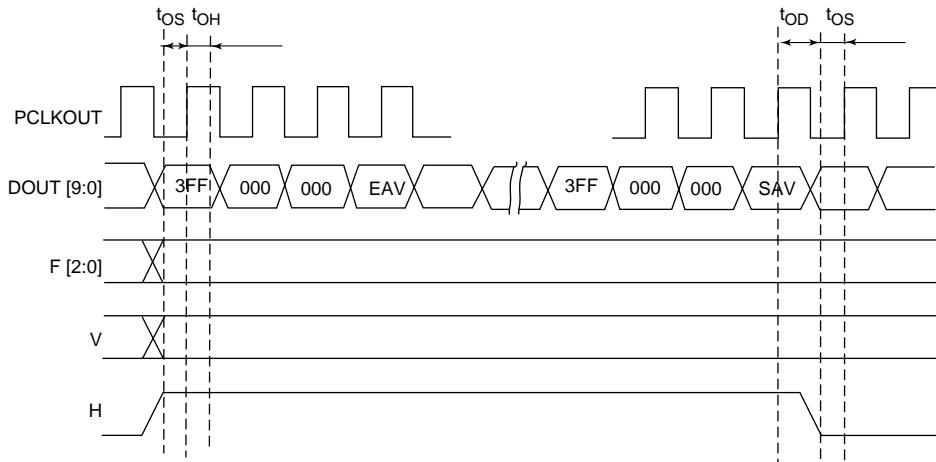 tOS tOH tOD tOS
PCLKOUT
DOUT [9:0] 3FF 000 000 EAV 3FF 000 000 SAV
F [2:0]
V
H